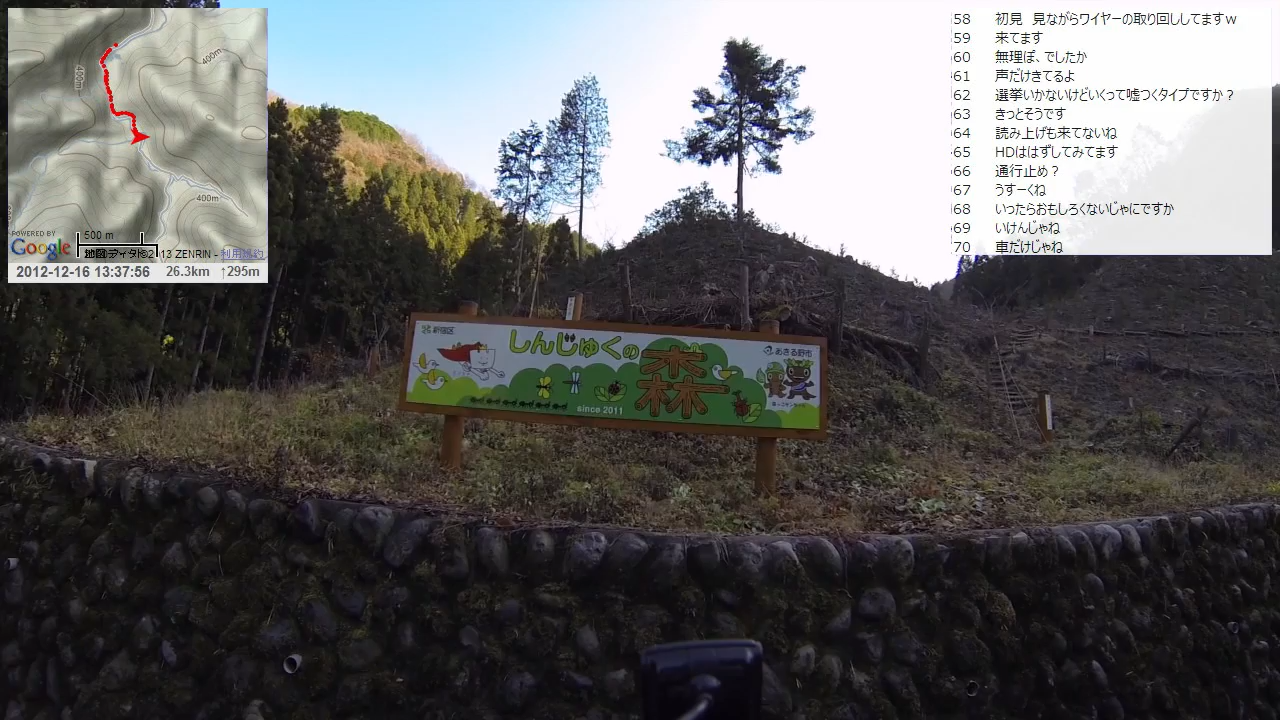 400m
400m
400m
POWERED BY
Google
500 m
13 ZENRIN - 利用規約
2012-12-16 13:37:56 26.3km ↑295m
58 初見 見ながらワイヤーの取り回ししてますw
59 来てます
60 無理ぽ、でしたか
61 声だけきてるよ
62 選挙いかないけどいくって嘘つくタイプですか?
63 きっとそうです
64 読み上げも来てないね
65 HDははずしてみてます
66 通行止め?
67 うすーくね
68 いったらおもしろくないじゃにですか
69 いけんじゃね
70 車だけじゃね
新宿区
しんじゅくの
森
あきる野市
since 2011